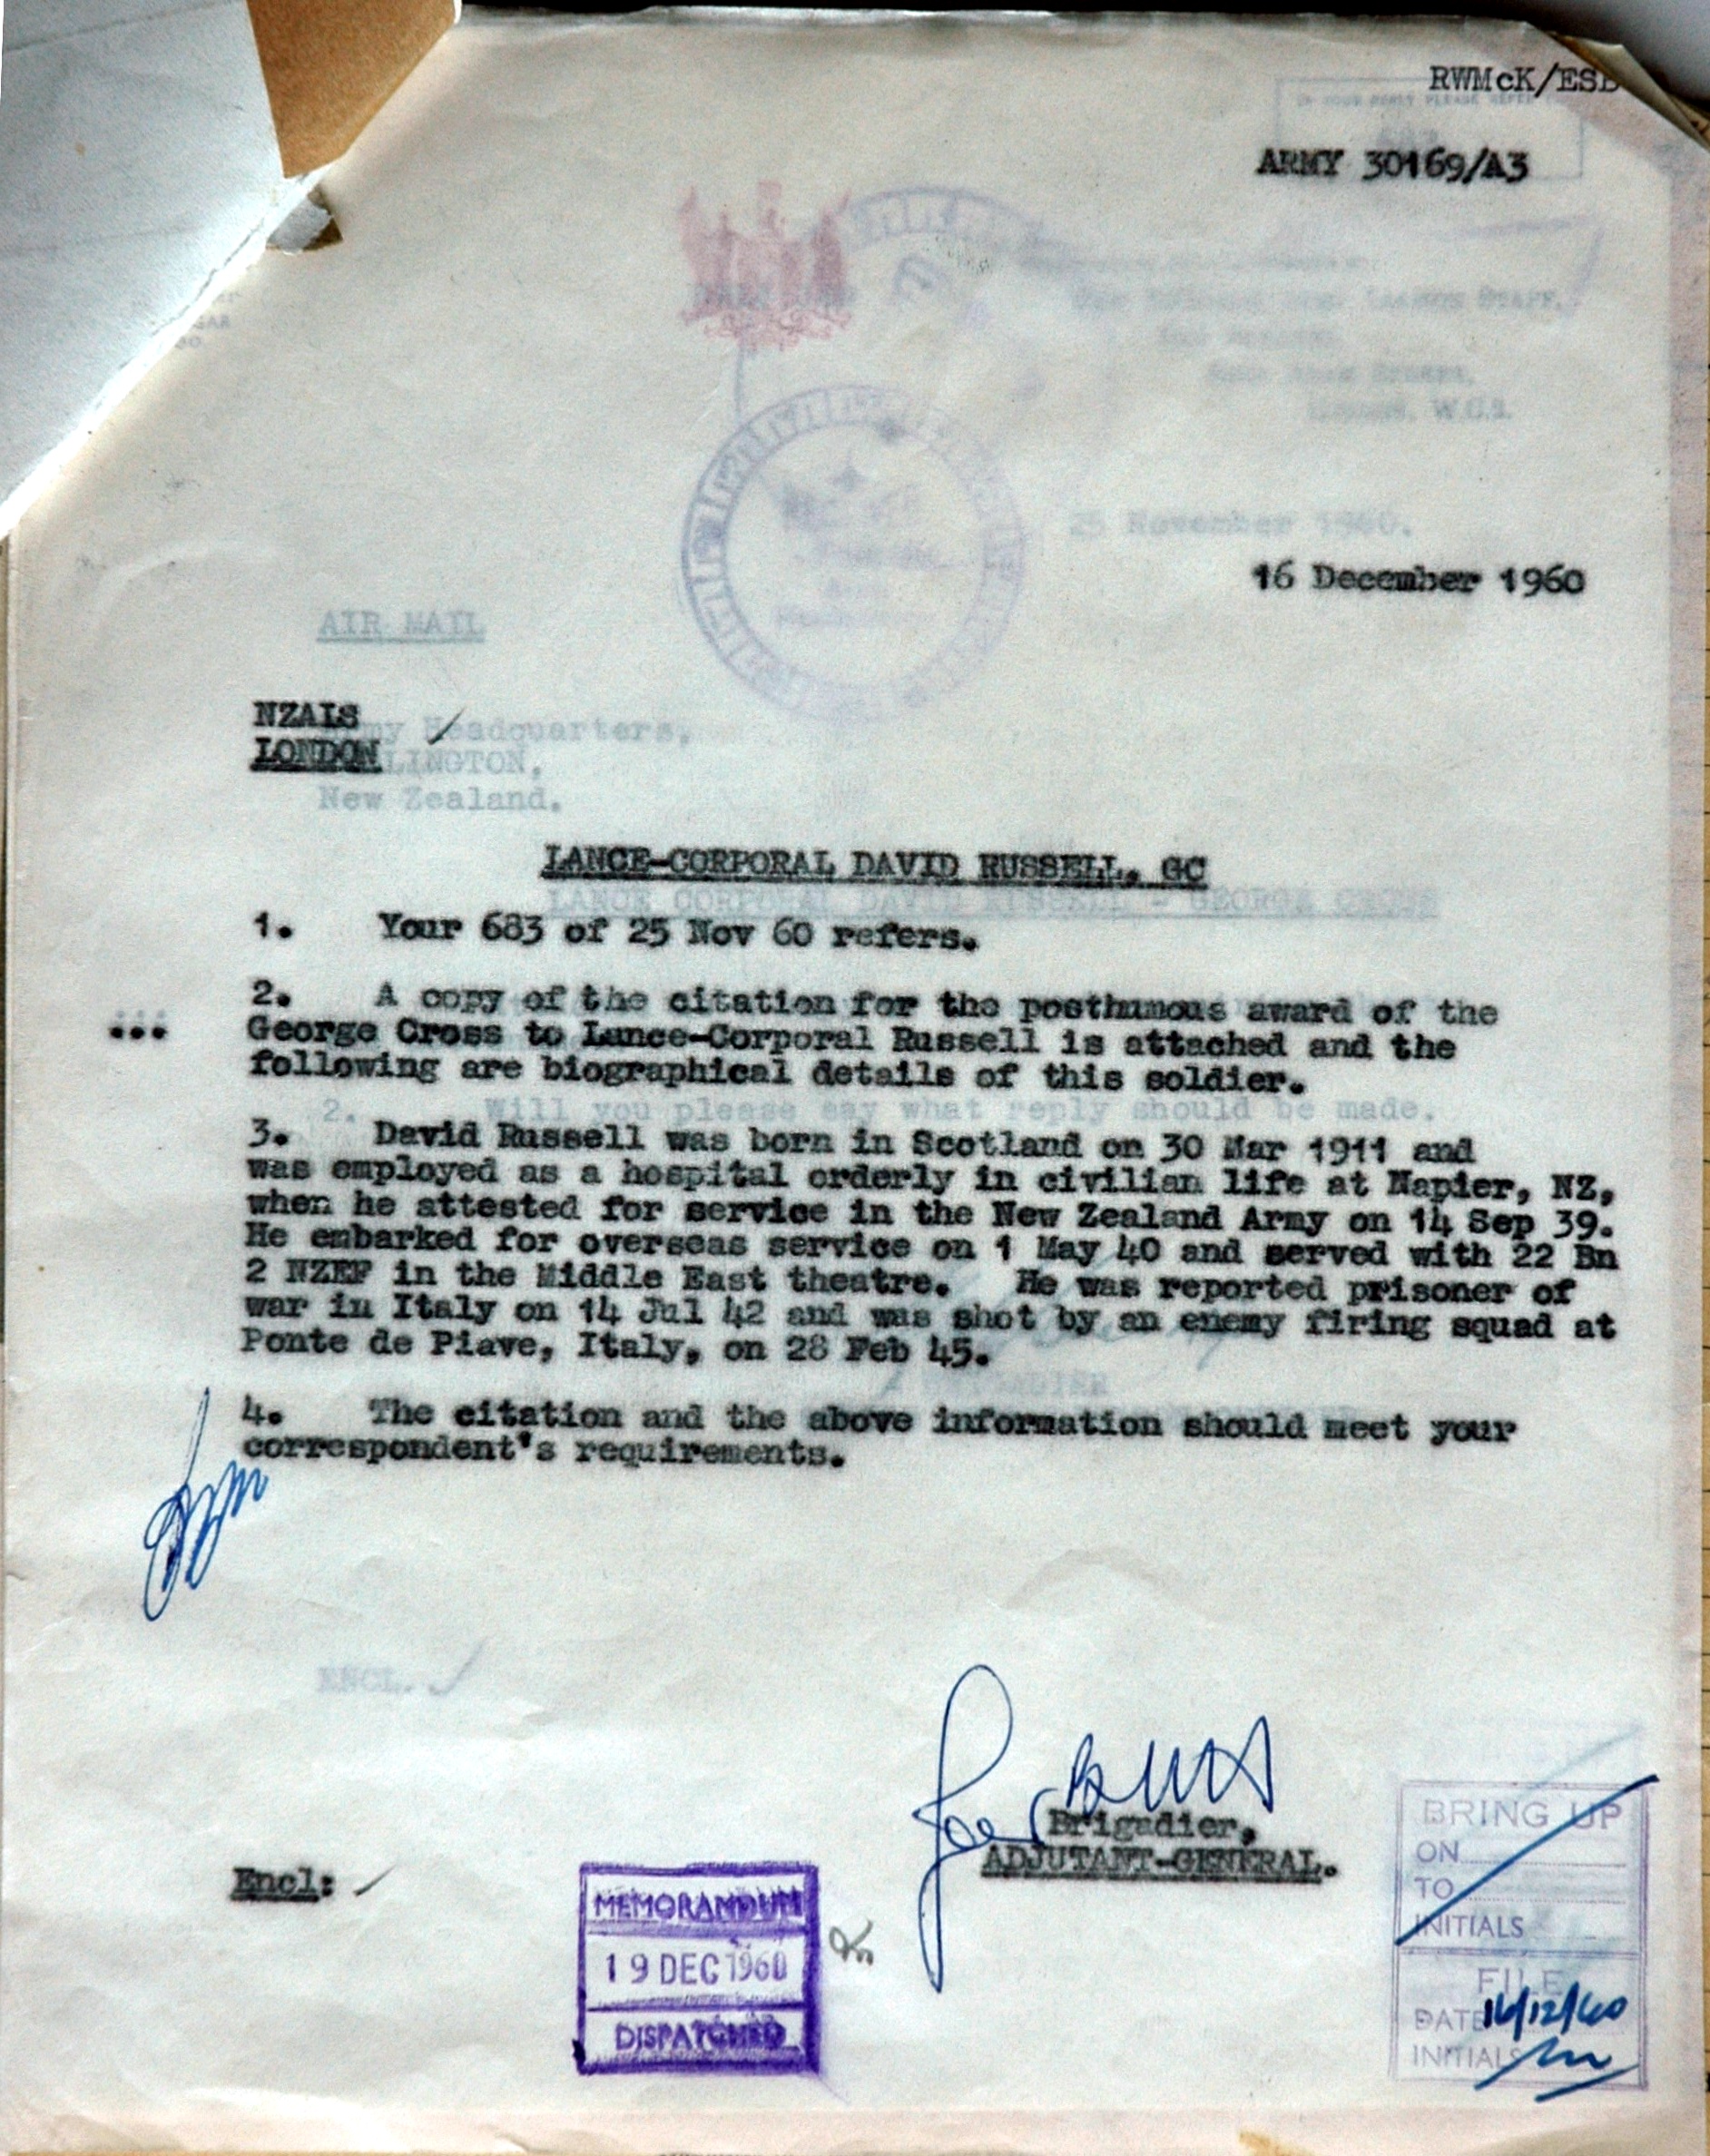 RWMcK/ESB
ARMY 30169/A3
25 November 1960.
16 December 1960
AIR MAIL
NZALS
Army Headquarters,
LONDON
LINGTON,
New Zealand.
LANCE-CORPORAL DAVID RUSSELL, GC
LANCE CORPORAL DAVID RUSSELL - GEORGE CROSS
1. Your 683 of 25 Nov 60 refers.
2. A copy of the citation for the posthumous award of the
... George Cross to Lance-Corporal Russell is attached and the
following are biographical details of this soldier.
2. Will you please say what reply should be made.
3. David Russell was born in Scotland on 30 Mar 1911 and
was employed as a hospital orderly in civilian life at Napier, NZ,
when he attested for service in the New Zealand Army on 14 Sep 39.
He embarked for overseas service on 1 May 40 and served with 22 Bn
2 NZEF in the Middle East theatre. He was reported prisoner of
war in Italy on 14 Jul 42 and was shot by an enemy firing squad at
Ponte de Piave, Italy, on 28 Feb 45.
4. The citation and the above information should meet your
correspondent's requirements.
ENCL.
Brigadier,
ADJUTANT-GENERAL.
Encl:
MEMORANDUM
19 DEC 1960
DISPATCHED
BRING UP
ON
TO
INITIALS
FILE
DATE 16/12/60
INITIALS